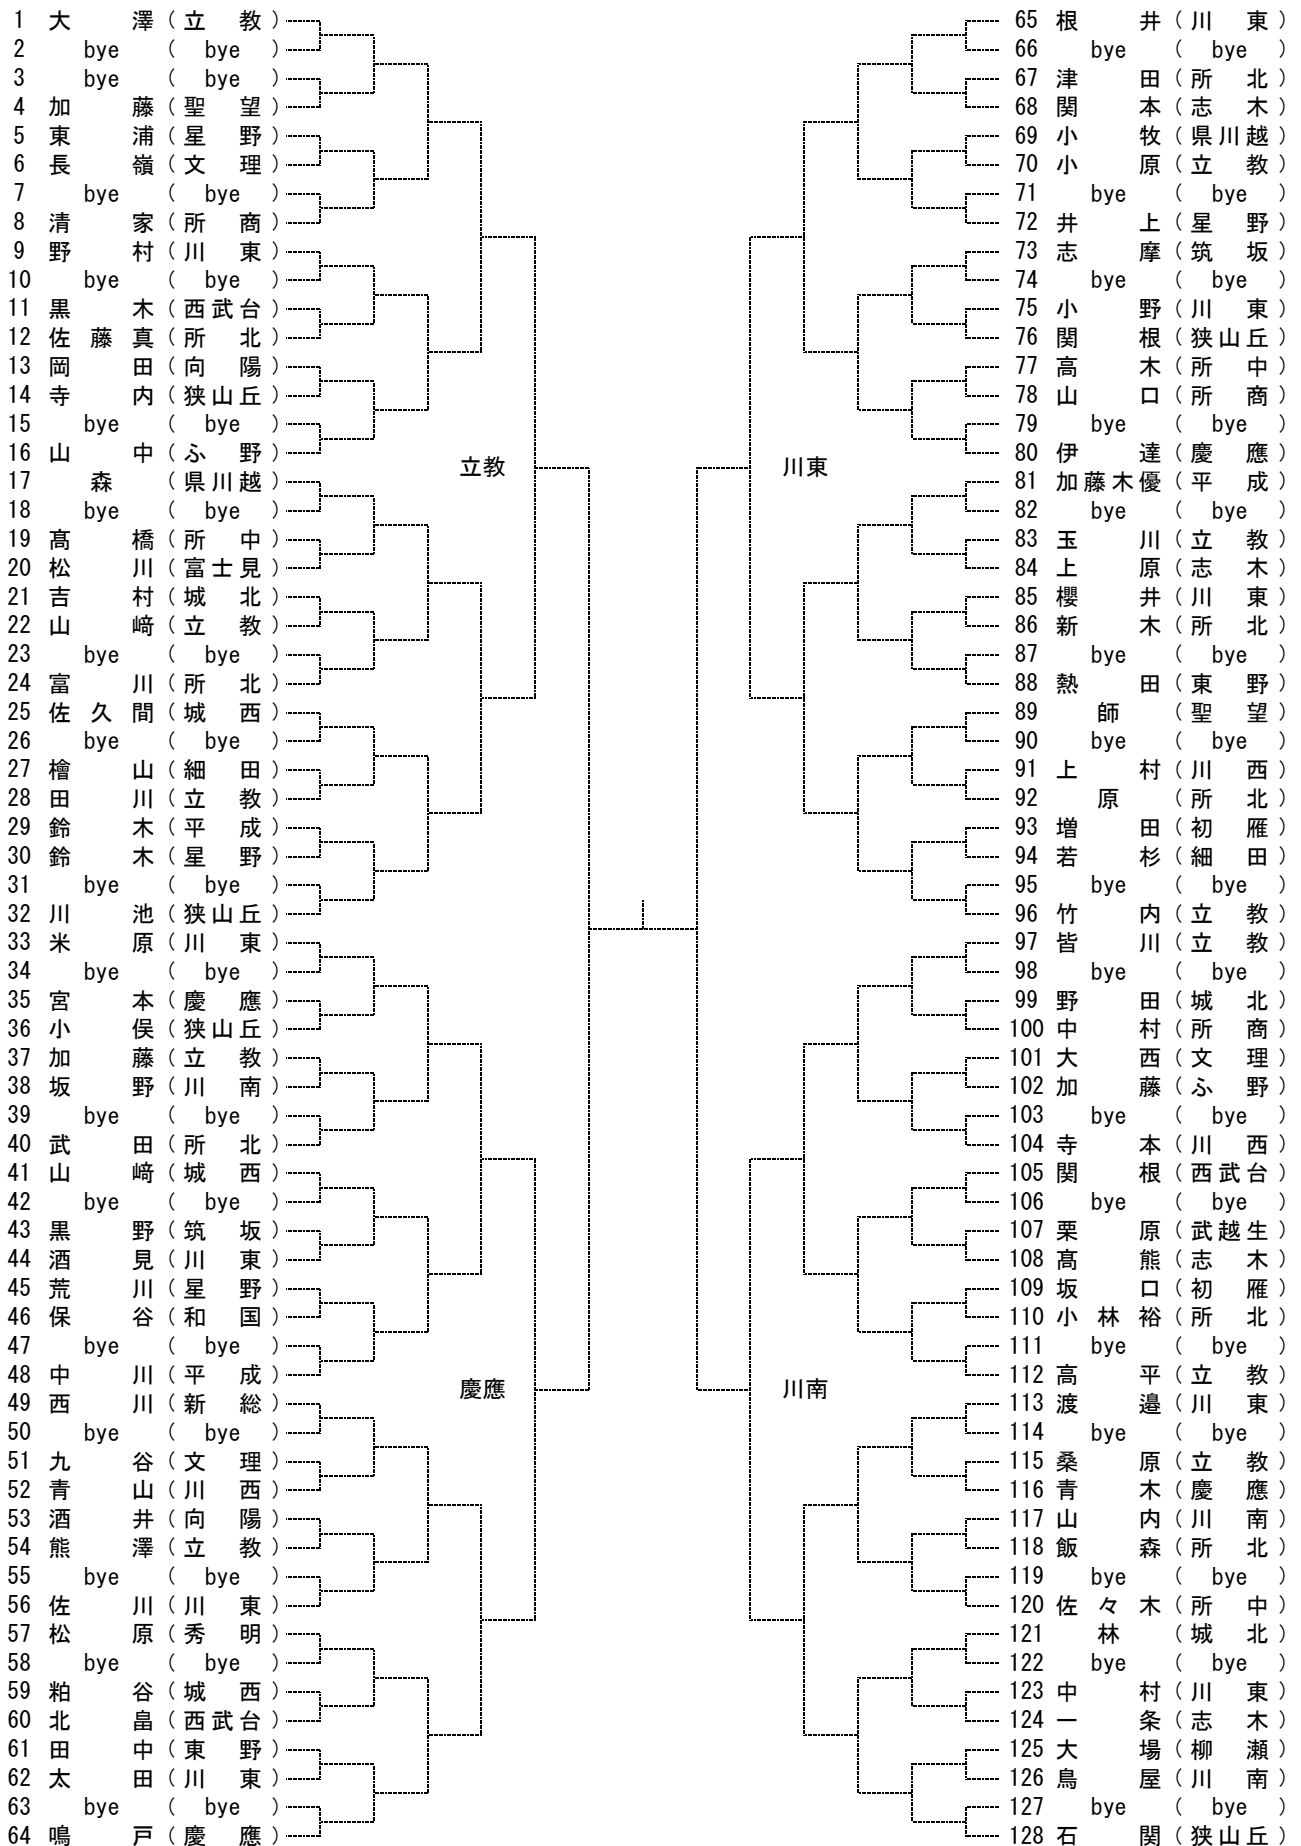 1 大澤（立教）
2 bye （ bye ）
3 bye （ bye ）
4 加藤（聖望）
5 東浦（星野）
6 長嶺（文理）
7 bye （ bye ）
8 清家（所商）
9 野村（川東）
10 bye （ bye ）
11 黒木（西武台）
12 佐藤真（所北）
13 岡田（向陽）
14 寺内（狭山丘）
15 bye （ bye ）
16 山中（ふ野）
17 森（県川越）
18 bye （ bye ）
19 髙橋（所中）
20 松川（富士見）
21 吉村（城北）
22 山﨑（立教）
23 bye （ bye ）
24 富川（所北）
25 佐久間（城西）
26 bye （ bye ）
27 檜山（細田）
28 田川（立教）
29 鈴木（平成）
30 鈴木（星野）
31 bye （ bye ）
32 川池（狭山丘）
33 米原（川東）
34 bye （ bye ）
35 宮本（慶應）
36 小俣（狭山丘）
37 加藤（立教）
38 坂野（川南）
39 bye （ bye ）
40 武田（所北）
41 山﨑（城西）
42 bye （ bye ）
43 黒野（筑坂）
44 酒見（川東）
45 荒川（星野）
46 保谷（和国）
47 bye （ bye ）
48 中川（平成）
49 西川（新総）
50 bye （ bye ）
51 九谷（文理）
52 青山（川西）
53 酒井（向陽）
54 熊澤（立教）
55 bye （ bye ）
56 佐川（川東）
57 松原（秀明）
58 bye （ bye ）
59 粕谷（城西）
60 北畠（西武台）
61 田中（東野）
62 太田（川東）
63 bye （ bye ）
64 鳴戸（慶應）
立教
慶應
川東
川南
65 根井（川東）
66 bye （ bye ）
67 津田（所北）
68 関本（志木）
69 小牧（県川越）
70 小原（立教）
71 bye （ bye ）
72 井上（星野）
73 志摩（筑坂）
74 bye （ bye ）
75 小野（川東）
76 関根（狭山丘）
77 高木（所中）
78 山口（所商）
79 bye （ bye ）
80 伊達（慶應）
81 加藤木優（平成）
82 bye （ bye ）
83 玉川（立教）
84 上原（志木）
85 櫻井（川東）
86 新木（所北）
87 bye （ bye ）
88 熱田（東野）
89 師（聖望）
90 bye （ bye ）
91 上村（川西）
92 原（所北）
93 増田（初雁）
94 若杉（細田）
95 bye （ bye ）
96 竹内（立教）
97 皆川（立教）
98 bye （ bye ）
99 野田（城北）
100 中村（所商）
101 大西（文理）
102 加藤（ふ野）
103 bye （ bye ）
104 寺本（川西）
105 関根（西武台）
106 bye （ bye ）
107 栗原（武越生）
108 髙熊（志木）
109 坂口（初雁）
110 小林裕（所北）
111 bye （ bye ）
112 高平（立教）
113 渡邉（川東）
114 bye （ bye ）
115 桑原（立教）
116 青木（慶應）
117 山内（川南）
118 飯森（所北）
119 bye （ bye ）
120 佐々木（所中）
121 林（城北）
122 bye （ bye ）
123 中村（川東）
124 一条（志木）
125 大場（柳瀬）
126 鳥屋（川南）
127 bye （ bye ）
128 石関（狭山丘）